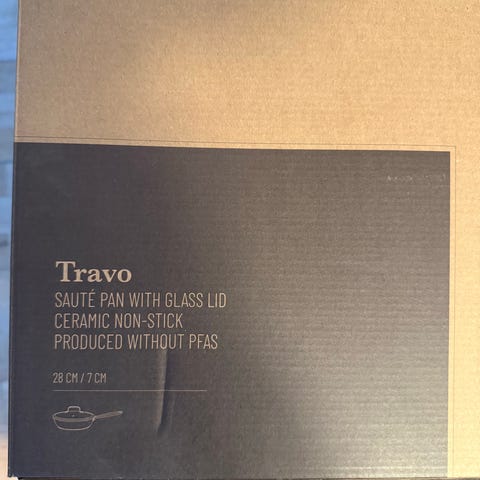 Travo
SAUTÉ PAN WITH GLASS LID
CERAMIC NON-STICK
PRODUCED WITHOUT PFAS
28 CM / 7 CM